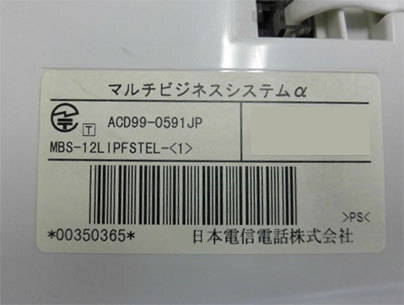 マルチビジネスシステムα
T ACD99-0591JP
MBS-12LIPFSTEL-<1>
>PS<
*00350365* 日本電信電話株式会社